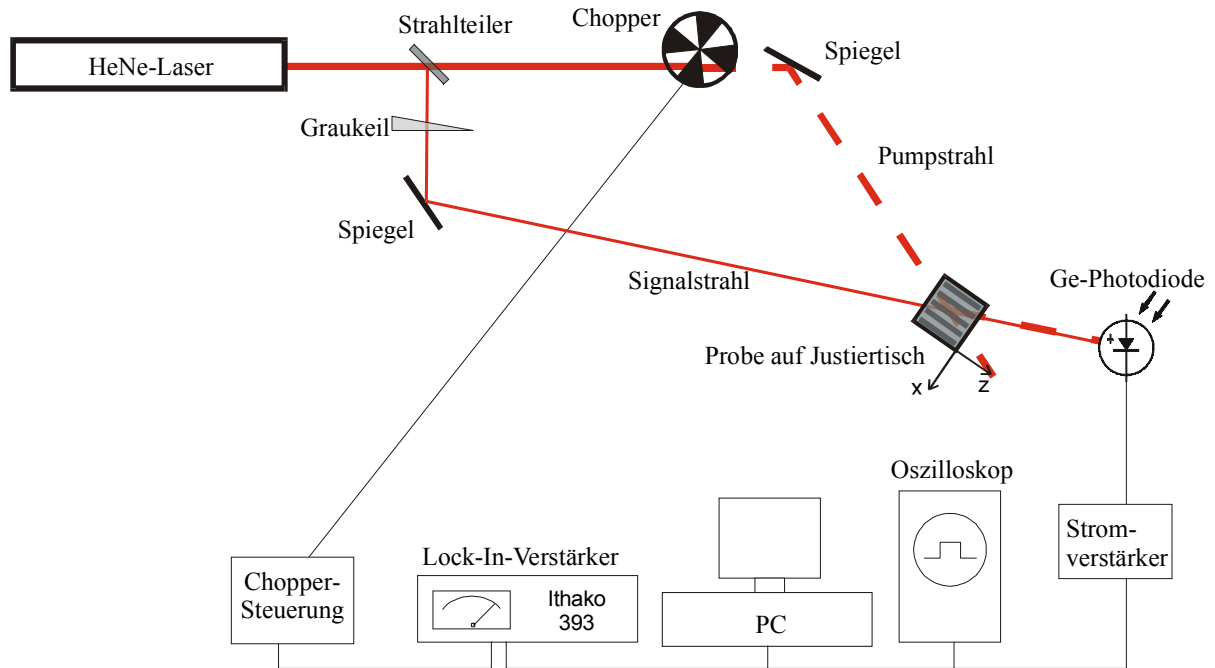 Chopper
Strahlteiler
HeNe-Laser
Spiegel
Graukeil
Pumpstrahl
Spiegel
Signalstrahl
Ge-Photodiode
+
Probe auf Justiertisch
x
z
Oszilloskop
Lock-In-Verstärker
Strom-
verstärker
Chopper-
Steuerung
Ithako
393
PC